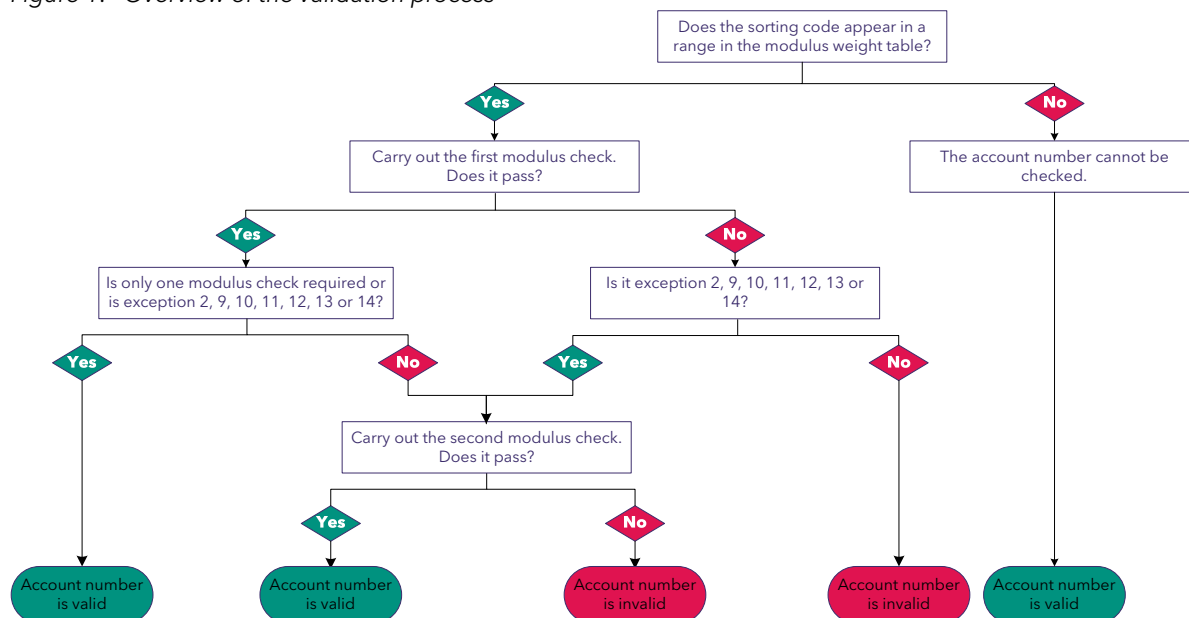 Figure 1: Overview of the validation process
Does the sorting code appear in a
range in the modulus weight table?
Yes
No
Carry out the first modulus check.
Does it pass?
The account number cannot be
checked.
Yes
No
Is only one modulus check required or
is exception 2, 9, 10, 11, 12, 13 or 14?
Is it exception 2, 9, 10, 11, 12, 13 or
14?
Yes
No
Yes
No
Carry out the second modulus check.
Does it pass?
Yes
No
Account number
is valid
Account number
is valid
Account number
is invalid
Account number
is invalid
Account number
is valid